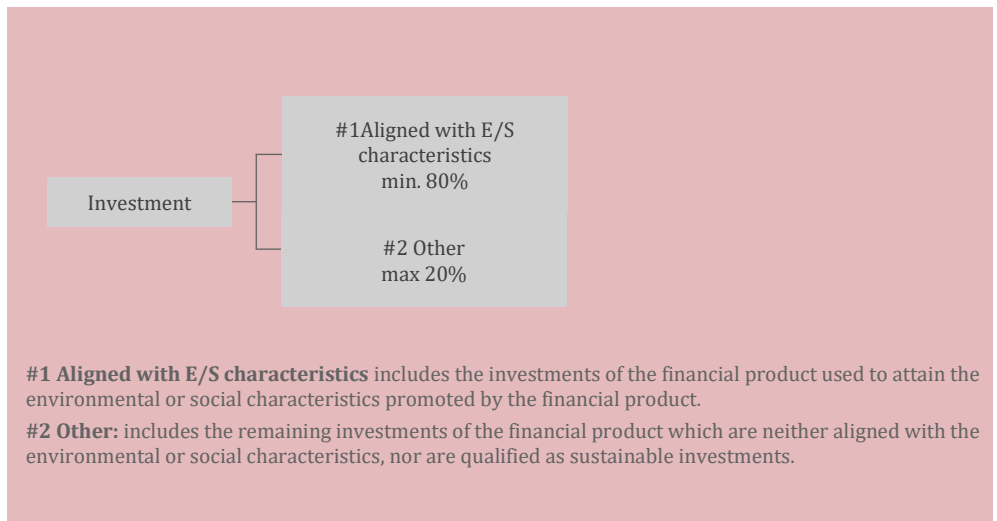 #1Aligned with E/S
characteristics
min. 80%
Investment
#2 Other
max 20%
#1 Aligned with E/S characteristics includes the investments of the financial product used to attain the
environmental or social characteristics promoted by the financial product.
#2 Other: includes the remaining investments of the financial product which are neither aligned with the
environmental or social characteristics, nor are qualified as sustainable investments.